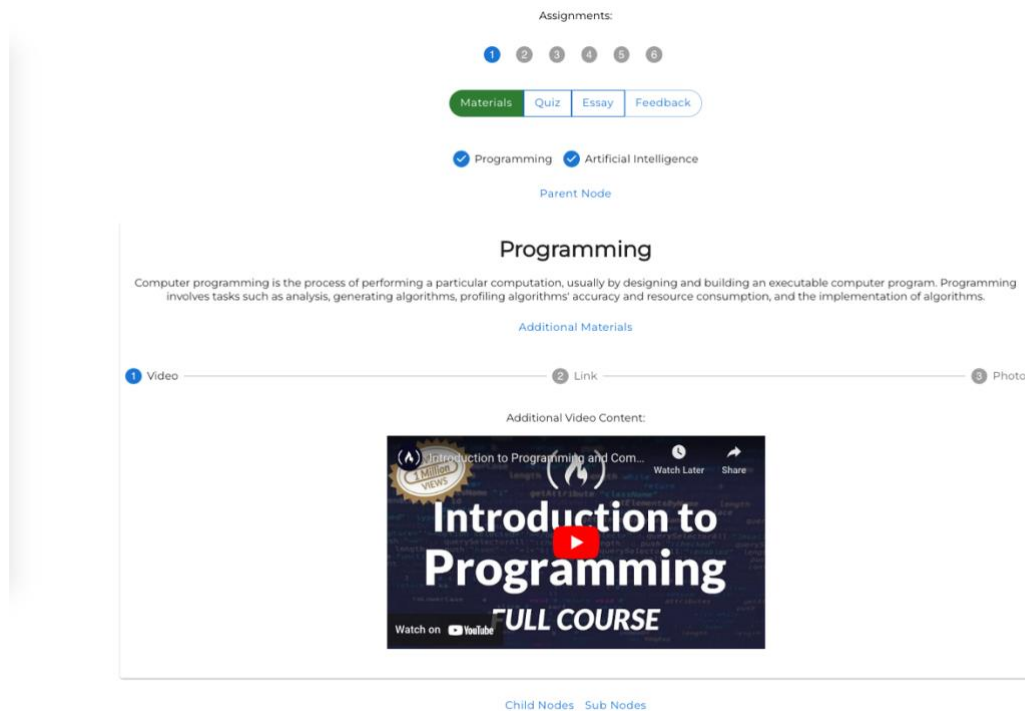 Assignments:
1 2 3 4 5 6
Materials Quiz Essay Feedback
Programming Artificial Intelligence
Parent Node
Programming
Computer programming is the process of performing a particular computation, usually by designing and building an executable computer program. Programming
involves tasks such as analysis, generating algorithms, profiling algorithms' accuracy and resource consumption, and the implementation of algorithms.
Additional Materials
1 Video 2 Link 3 Photo
Additional Video Content:
Introduction to Programming and Com...
Watch Later Share
1 Million
VIEWS
Introduction to
Programming
FULL COURSE
Watch on YouTube
Child Nodes Sub Nodes